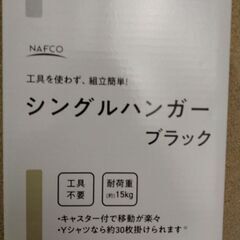 NAFCO
工具を使わず、組立簡単!
シングルハンガー
ブラック
工具
不要
耐荷重
(約)15kg
・キャスター付で移動が楽々
・Yシャツなら約30枚掛けられます※